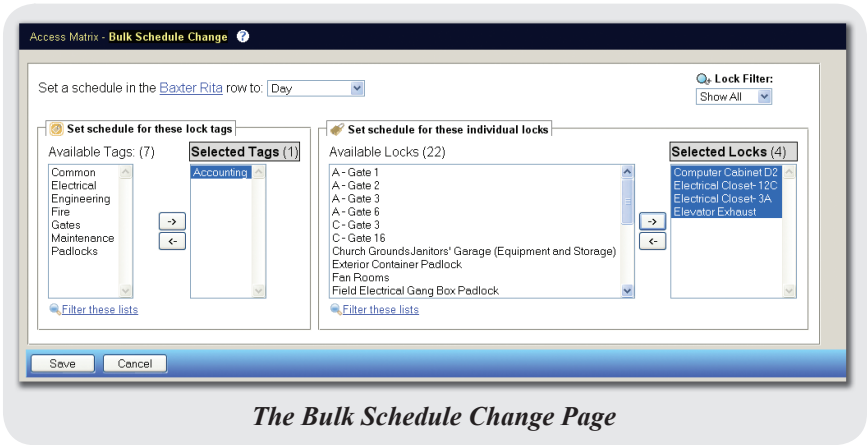 Access Matrix - Bulk Schedule Change ?
Set a schedule in the Baxter Rita row to: Day
Lock Filter:
Show All
Set schedule for these lock tags
Available Tags: (7)
Selected Tags (1)
Common
Electrical
Engineering
Fire
Gates
Maintenance
Padlocks
->
<-
Accounting
Filter these lists
Set schedule for these individual locks
Available Locks (22)
Selected Locks (4)
A - Gate 1
A - Gate 2
A - Gate 3
A - Gate 6
C - Gate 3
C - Gate 16
Church GroundsJanitors' Garage (Equipment and Storage)
Exterior Container Padlock
Fan Rooms
Field Electrical Gang Box Padlock
->
<-
Computer Cabinet D2
Electrical Closet- 12C
Electrical Closet- 3A
Elevator Exhaust
Filter these lists
Save
Cancel
The Bulk Schedule Change Page